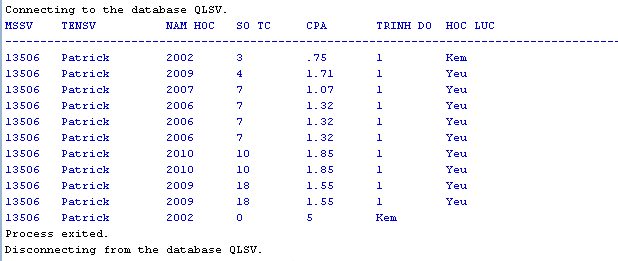 Connecting to the database QLSV.
MSSV TENSV NAM HOC SO TC CPA TRINH DO HOC LUC
--------------------------------------------------------------------------------------
13506 Patrick 2002 3 .75 1 Kem
13506 Patrick 2009 4 1.71 1 Yeu
13506 Patrick 2007 7 1.07 1 Yeu
13506 Patrick 2006 7 1.32 1 Yeu
13506 Patrick 2006 7 1.32 1 Yeu
13506 Patrick 2006 7 1.32 1 Yeu
13506 Patrick 2010 10 1.85 1 Yeu
13506 Patrick 2010 10 1.85 1 Yeu
13506 Patrick 2009 18 1.55 1 Yeu
13506 Patrick 2009 18 1.55 1 Yeu
13506 Patrick 2002 0 5 Kem
Process exited.
Disconnecting from the database QLSV.